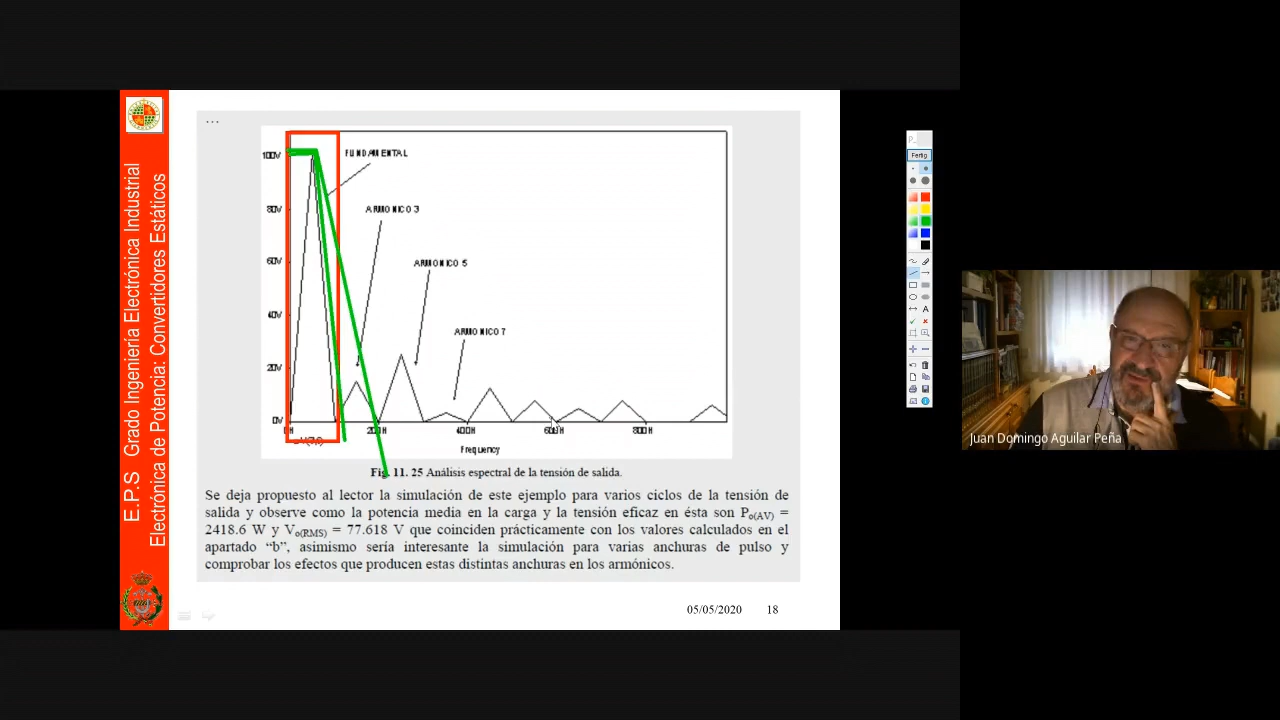 E.P.S Grado Ingeniería Electrónica Industrial
Electrónica de Potencia: Convertidores Estáticos
...
100V
80V
60V
40V
20V
0V
FUNDAMENTAL
ARMONICO 3
ARMONICO 5
ARMONICO 7
Frequency
Fig. 11. 25 Análisis espectral de la tensión de salida.
Se deja propuesto al lector la simulación de este ejemplo para varios ciclos de la tensión de
salida y observe como la potencia media en la carga y la tensión eficaz en ésta son Po(AV) =
2418.6 W y Vo(RMS) = 77.618 V que coinciden prácticamente con los valores calculados en el
apartado “b”, asimismo sería interesante la simulación para varias anchuras de pulso y
comprobar los efectos que producen estas distintas anchuras en los armónicos.
05/05/2020 18
Fertig
A
Juan Domingo Aguilar Peña